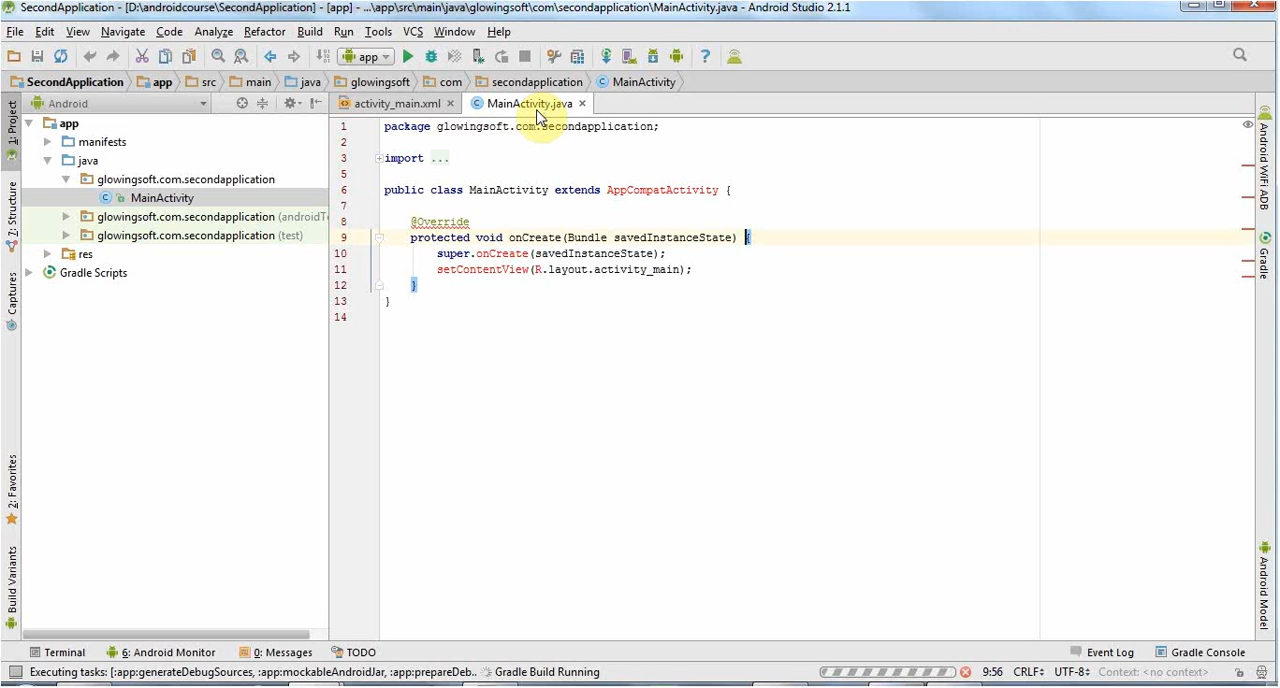 SecondApplication - [D:\androidcourse\SecondApplication] - [app] - ...\app\src\main\java\glowingsoft\com\secondapplication\MainActivity.java - Android Studio 2.1.1
File Edit View Navigate Code Analyze Refactor Build Run Tools VCS Window Help
app
SecondApplication app src main java glowingsoft com secondapplication MainActivity
1: Project
Z: Structure
Captures
2: Favorites
Build Variants
Android
app
manifests
java
glowingsoft.com.secondapplication
MainActivity
glowingsoft.com.secondapplication (androidTe
glowingsoft.com.secondapplication (test)
res
Gradle Scripts
activity_main.xml MainActivity.java
1 package glowingsoft.com.secondapplication;
2
3 import ...
5
6 public class MainActivity extends AppCompatActivity {
7
8 @Override
9 protected void onCreate(Bundle savedInstanceState) {
10 super.onCreate(savedInstanceState);
11 setContentView(R.layout.activity_main);
12 }
13 }
14
Android WiFi ADB
Gradle
Android Model
Terminal 6: Android Monitor 0: Messages TODO Event Log Gradle Console
Executing tasks: [:app:generateDebugSources, :app:mockableAndroidJar, :app:prepareDeb.. Gradle Build Running 9:56 CRLF÷ UTF-8÷ Context: <no context>